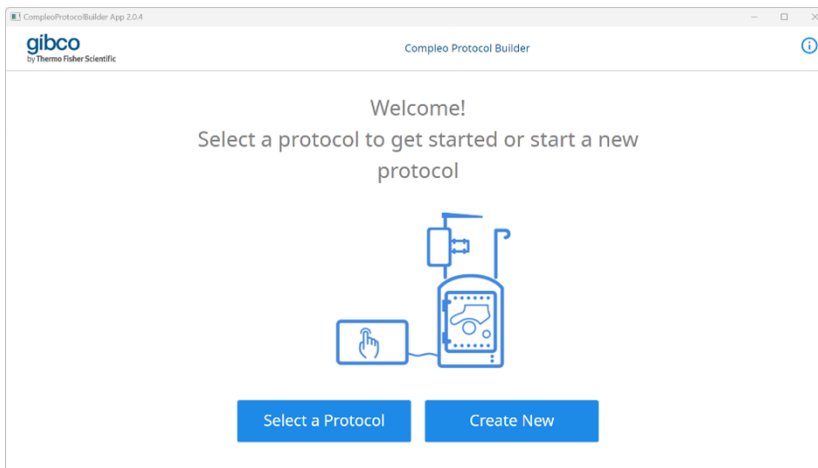 CompleoProtocolBuilder App 2.0.4
gibco
by Thermo Fisher Scientific
Compleo Protocol Builder
Welcome!
Select a protocol to get started or start a new
protocol
Select a Protocol
Create New